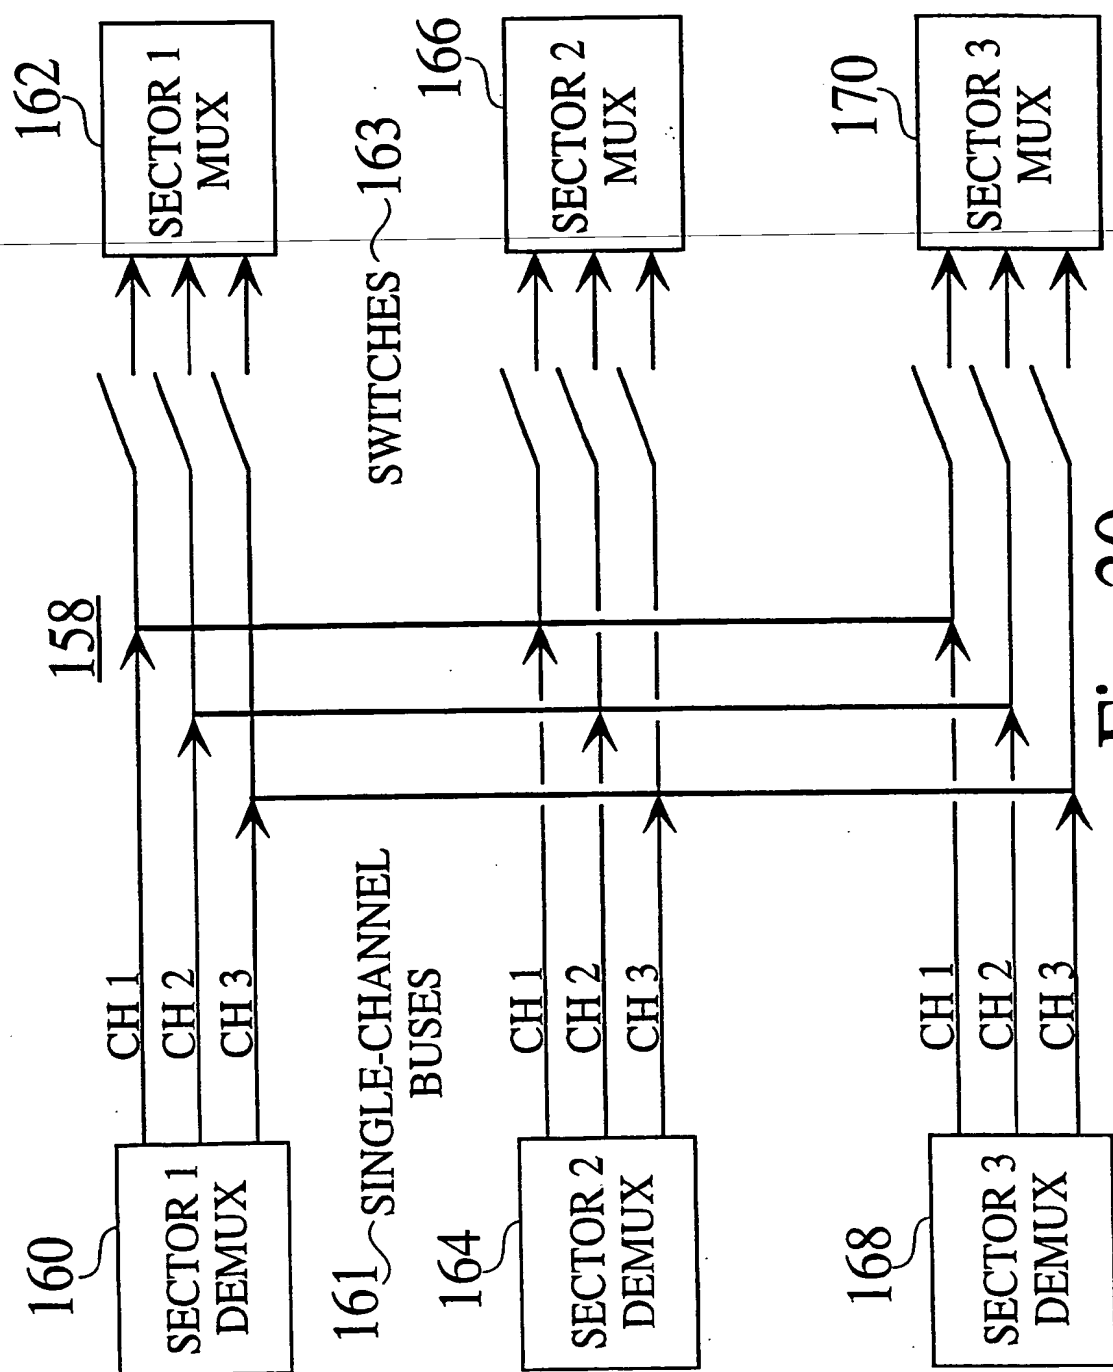 158
160
SECTOR 1
DEMUX
CH 1
CH 2
CH 3
162
SECTOR 1
MUX
161
SINGLE-CHANNEL
BUSES
SWITCHES
163
164
SECTOR 2
DEMUX
CH 1
CH 2
CH 3
166
SECTOR 2
MUX
168
SECTOR 3
DEMUX
CH 1
CH 2
CH 3
170
SECTOR 3
MUX